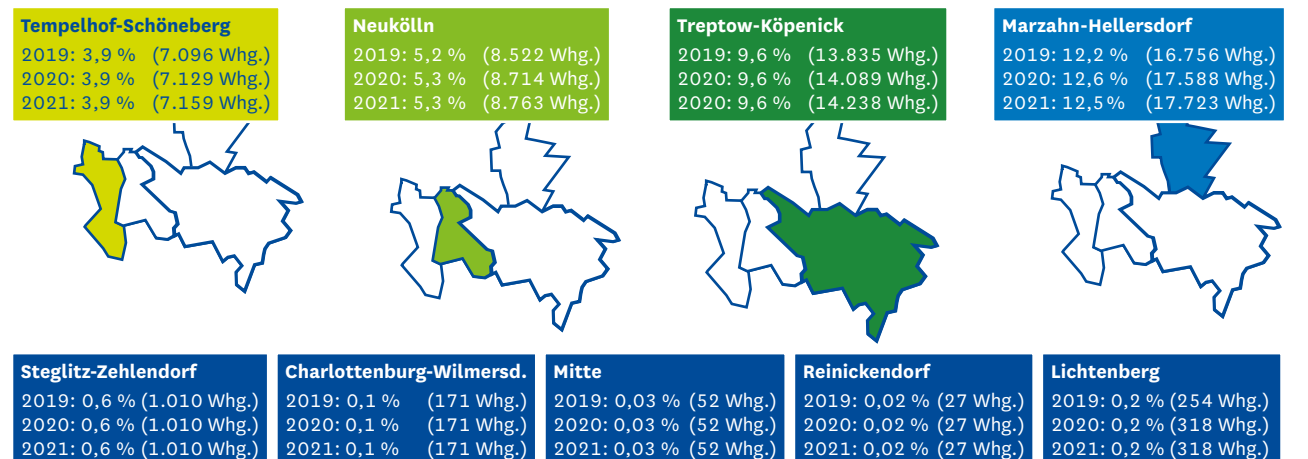 Tempelhof-Schöneberg
2019: 3,9 % (7.096 Whg.)
2020: 3,9 % (7.129 Whg.)
2021: 3,9 % (7.159 Whg.)
Neukölln
2019: 5,2 % (8.522 Whg.)
2020: 5,3 % (8.714 Whg.)
2021: 5,3 % (8.763 Whg.)
Treptow-Köpenick
2019: 9,6 % (13.835 Whg.)
2020: 9,6 % (14.089 Whg.)
2020: 9,6 % (14.238 Whg.)
Marzahn-Hellersdorf
2019: 12,2 % (16.756 Whg.)
2020: 12,6 % (17.588 Whg.)
2021: 12,5% (17.723 Whg.)
Steglitz-Zehlendorf
2019: 0,6 % (1.010 Whg.)
2020: 0,6 % (1.010 Whg.)
2021: 0,6 % (1.010 Whg.)
Charlottenburg-Wilmersd.
2019: 0,1 % (171 Whg.)
2020: 0,1 % (171 Whg.)
2021: 0,1 % (171 Whg.)
Mitte
2019: 0,03 % (52 Whg.)
2020: 0,03 % (52 Whg.)
2021: 0,03 % (52 Whg.)
Reinickendorf
2019: 0,02 % (27 Whg.)
2020: 0,02 % (27 Whg.)
2021: 0,02 % (27 Whg.)
Lichtenberg
2019: 0,2 % (254 Whg.)
2020: 0,2 % (318 Whg.)
2021: 0,2 % (318 Whg.)